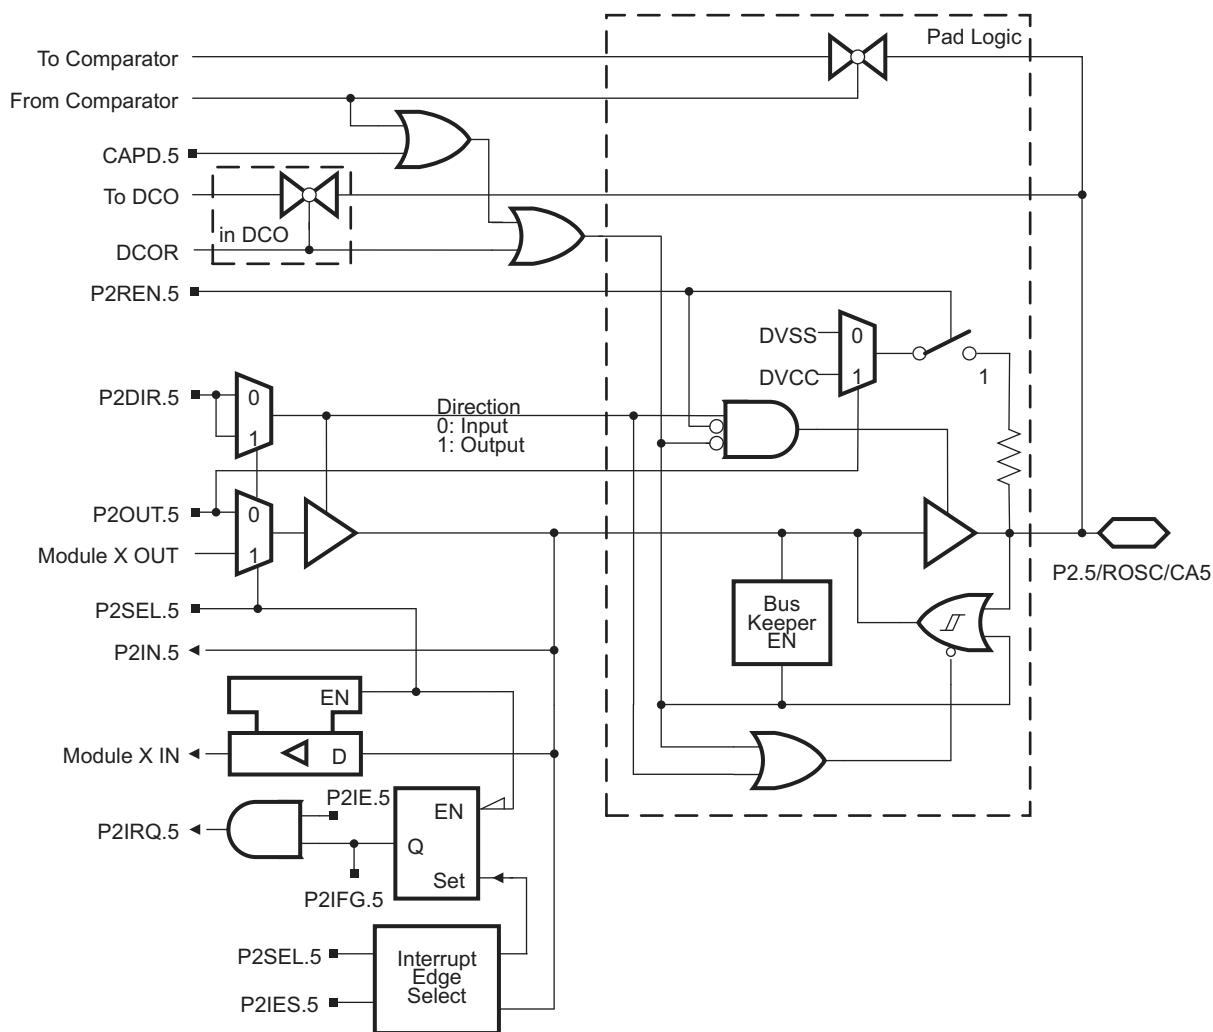 Pad Logic
To Comparator
From Comparator
CAPD.5
To DCO
in DCO
DCOR
P2REN.5
DVSS
0
DVCC
1
1
P2DIR.5
0
1
Direction
0: Input
1: Output
P2OUT.5
0
Module X OUT
1
P2.5/ROSC/CA5
P2SEL.5
Bus
Keeper
EN
P2IN.5
EN
Module X IN
D
P2IE.5
EN
P2IRQ.5
Q
Set
P2IFG.5
P2SEL.5
Interrupt
Edge
Select
P2IES.5